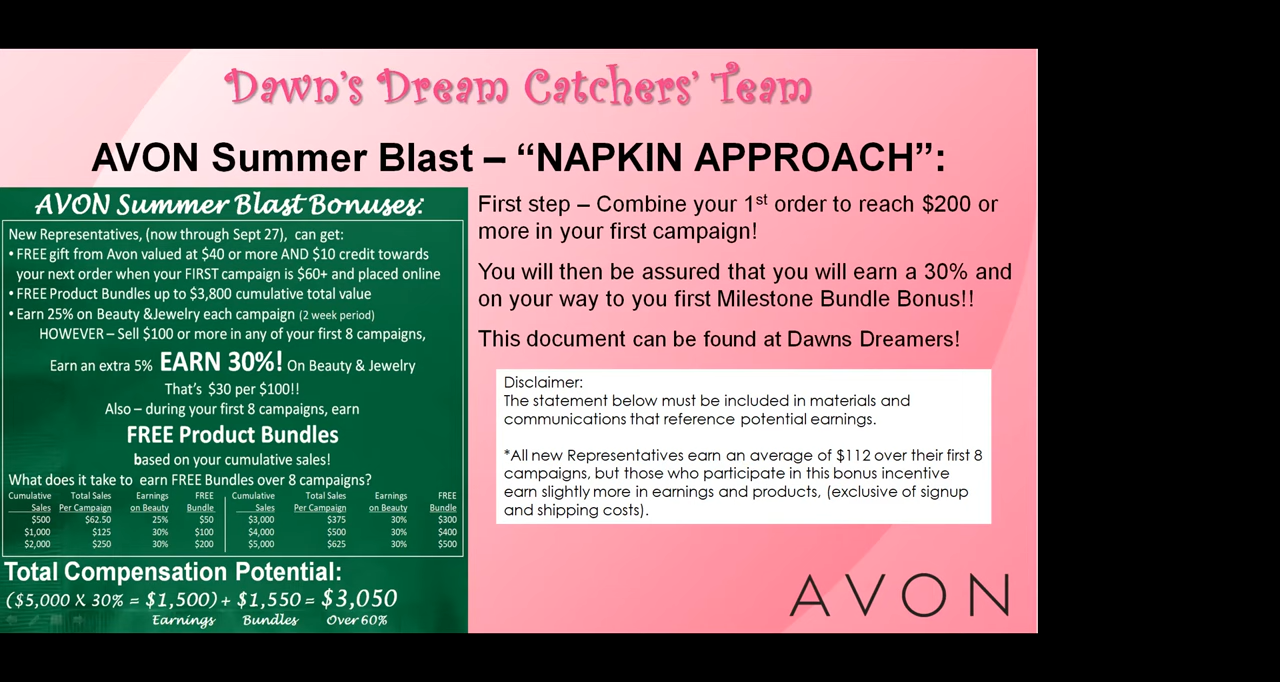 Dawn's Dream Catchers' Team
AVON Summer Blast – “NAPKIN APPROACH”:
AVON Summer Blast Bonuses:
New Representatives, (now through Sept 27), can get:
• FREE gift from Avon valued at $40 or more AND $10 credit towards
your next order when your FIRST campaign is $60+ and placed online
• FREE Product Bundles up to $3,800 cumulative total value
• Earn 25% on Beauty &Jewelry each campaign (2 week period)
HOWEVER – Sell $100 or more in any of your first 8 campaigns,
Earn an extra 5% EARN 30%! On Beauty & Jewelry
That's $30 per $100!!
Also – during your first 8 campaigns, earn
FREE Product Bundles
based on your cumulative sales!
What does it take to earn FREE Bundles over 8 campaigns?
Cumulative Total Sales Earnings FREE Cumulative Total Sales Earnings FREE
Sales Per Campaign on Beauty Bundle Sales Per Campaign on Beauty Bundle
$500 $62.50 25% $50 $3,000 $375 30% $300
$1,000 $125 30% $100 $4,000 $500 30% $400
$2,000 $250 30% $200 $5,000 $625 30% $500
Total Compensation Potential:
($5,000 X 30% = $1,500) + $1,550 = $3,050
Earnings Bundles Over 60%
First step – Combine your 1st order to reach $200 or
more in your first campaign!
You will then be assured that you will earn a 30% and
on your way to you first Milestone Bundle Bonus!!
This document can be found at Dawns Dreamers!
Disclaimer:
The statement below must be included in materials and
communications that reference potential earnings.
*All new Representatives earn an average of $112 over their first 8
campaigns, but those who participate in this bonus incentive
earn slightly more in earnings and products, (exclusive of signup
and shipping costs).
AVON